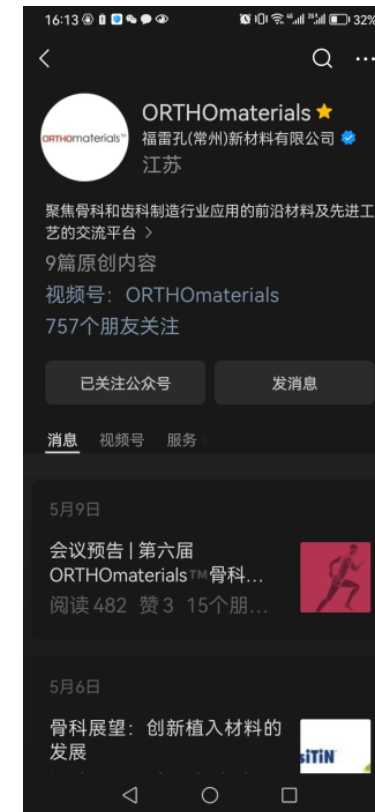 16:13 32%
ORTHOmaterials
ORTHOmaterials™
福雷孔(常州)新材料有限公司
江苏
聚焦骨科和齿科制造行业应用的前沿材料及先进工
艺的交流平台 >
9篇原创内容
视频号: ORTHOmaterials
757个朋友关注
已关注公众号 发消息
消息 视频号 服务
5月9日
会议预告 | 第六届
ORTHOmaterials™骨科...
阅读 482 赞 3 15个朋...
5月6日
骨科展望：创新植入材料的
发展
siTiN